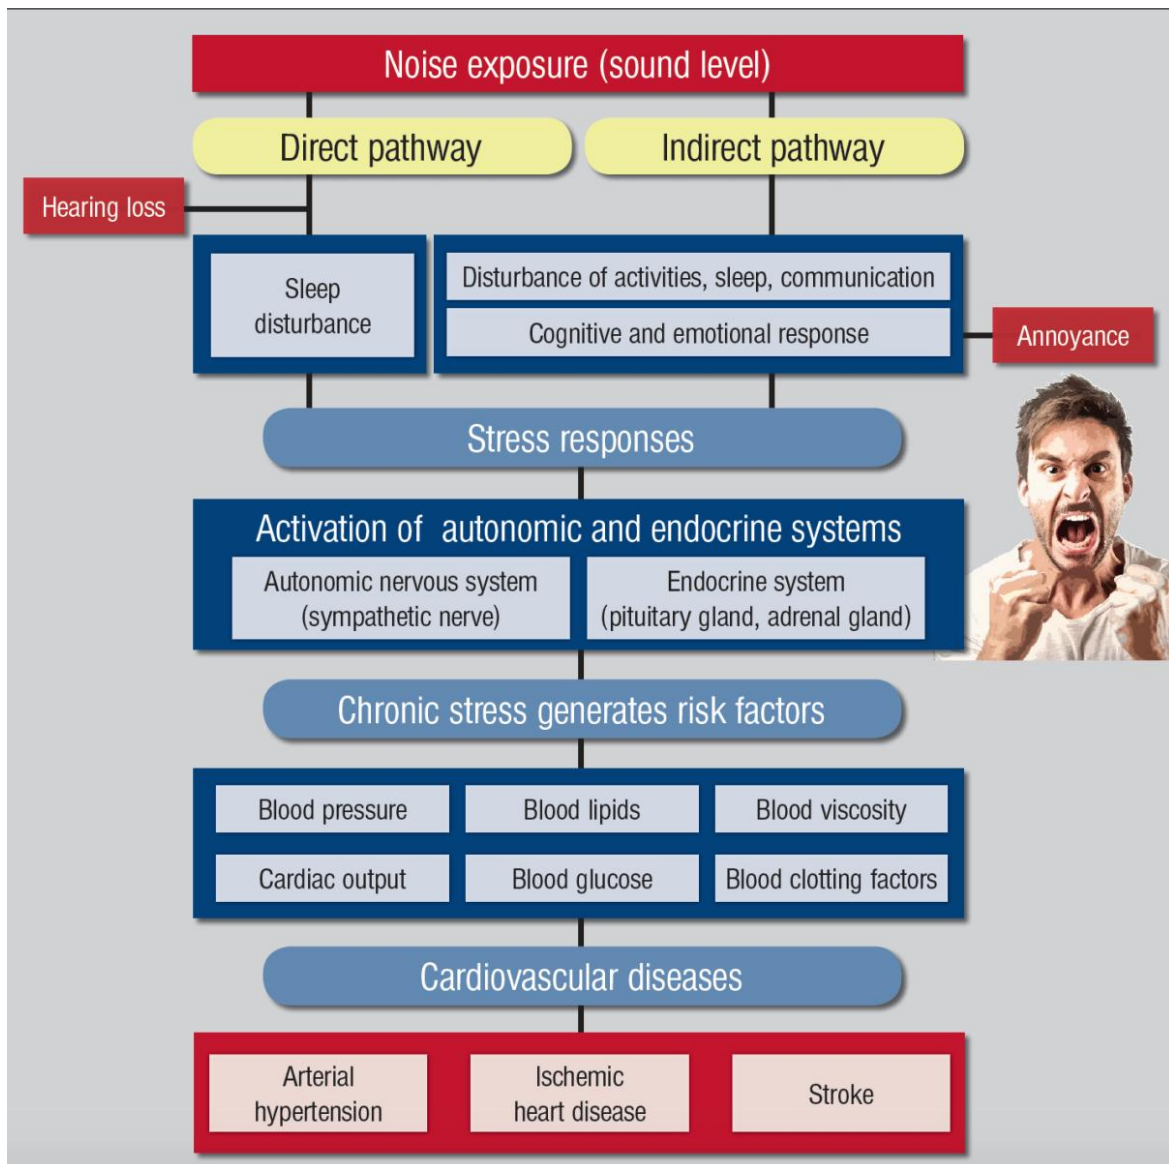 Noise exposure (sound level)
Direct pathway
Indirect pathway
Hearing loss
Sleep
disturbance
Disturbance of activities, sleep, communication
Cognitive and emotional response
Annoyance
Stress responses
Activation of autonomic and endocrine systems
Autonomic nervous system
(sympathetic nerve)
Endocrine system
(pituitary gland, adrenal gland)
Chronic stress generates risk factors
Blood pressure
Blood lipids
Blood viscosity
Cardiac output
Blood glucose
Blood clotting factors
Cardiovascular diseases
Arterial
hypertension
Ischemic
heart disease
Stroke